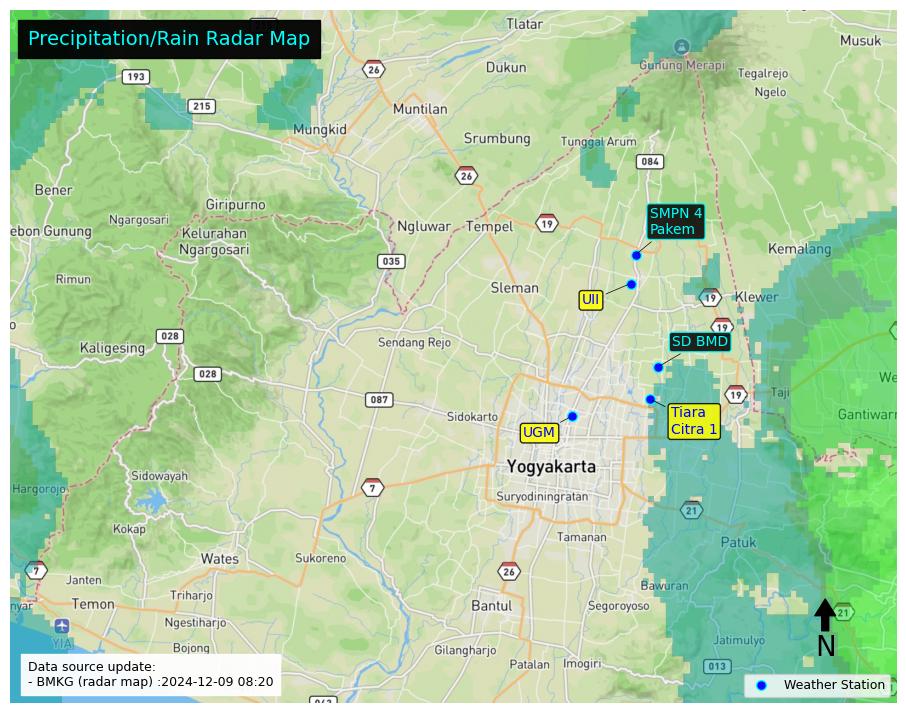 Precipitation/Rain Radar Map
Tlatar
Musuk
26
Dukun
Gunung Merapi
Tegalrejo
193
Ngelo
215
Muntilan
Mungkid
Srumbung
Tunggal Arum
084
26
Bener
Giripurno
SMPN 4
Pakem
Ngargosari
Ngluwar
Tempel
19
ebon Gunung
Kelurahan
Ngargosari
Kemalang
035
Rimun
Sleman
UII
19
Klewer
19
028
Kaligesing
Sendang Rejo
SD BMD
028
We
087
19
Taji
Sidokarto
Tiara
Citra 1
Gantiwarn
UGM
Yogyakarta
Sidowayah
Hargorojo
7
Suryodiningratan
21
Kokap
Tamanan
Patuk
Wates
Sukoreno
7
Janten
26
Bawuran
Triharjo
nyar
Temon
Bantul
Segoroyoso
21
Ngestiharjo
YIA
Bojong
Gilangharjo
Jatimulyo
N
Patalan
Imogiri
013
Data source update:
- BMKG (radar map) :2024-12-09 08:20
Weather Station